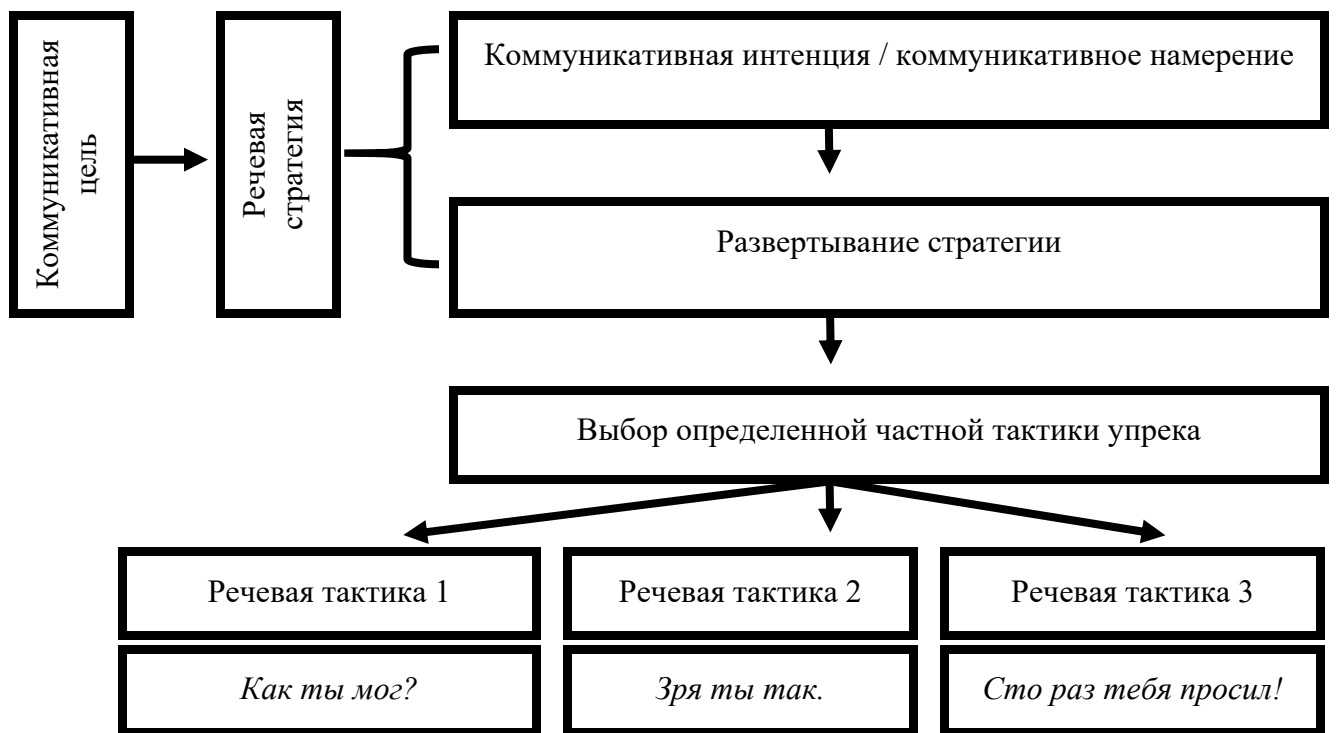 Коммуникативная
цель
Речевая
стратегия
Коммуникативная интенция / коммуникативное намерение
Развертывание стратегии
Выбор определенной частной тактики упрека
Речевая тактика 1
Речевая тактика 2
Речевая тактика 3
Как ты мог?
Зря ты так.
Сто раз тебя просил!